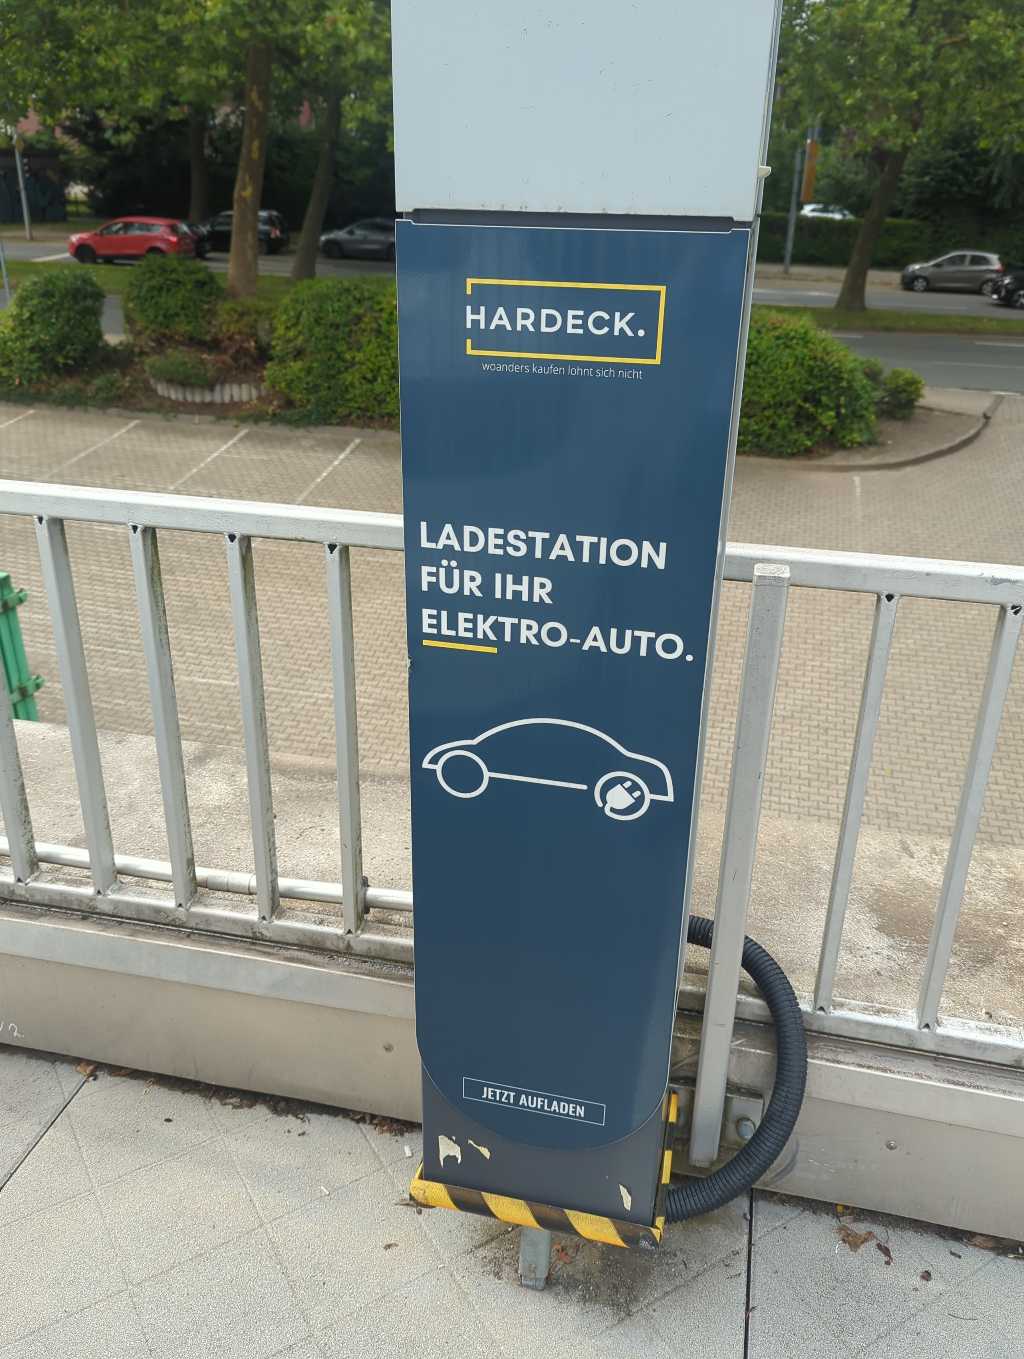 HARDECK.
woanders kaufen lohnt sich nicht
LADESTATION
FÜR IHR
ELEKTRO-AUTO.
JETZT AUFLADEN